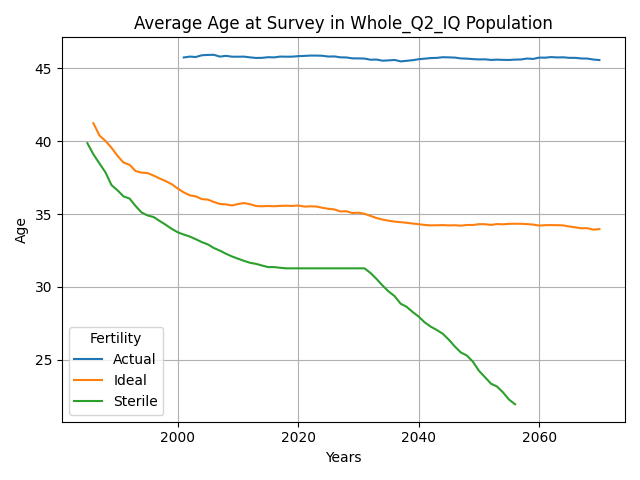 Average Age at Survey in Whole_Q2_IQ Population
45
40
35
30
25
Age
Fertility
Actual
Ideal
Sterile
2000
2020
2040
2060
Years